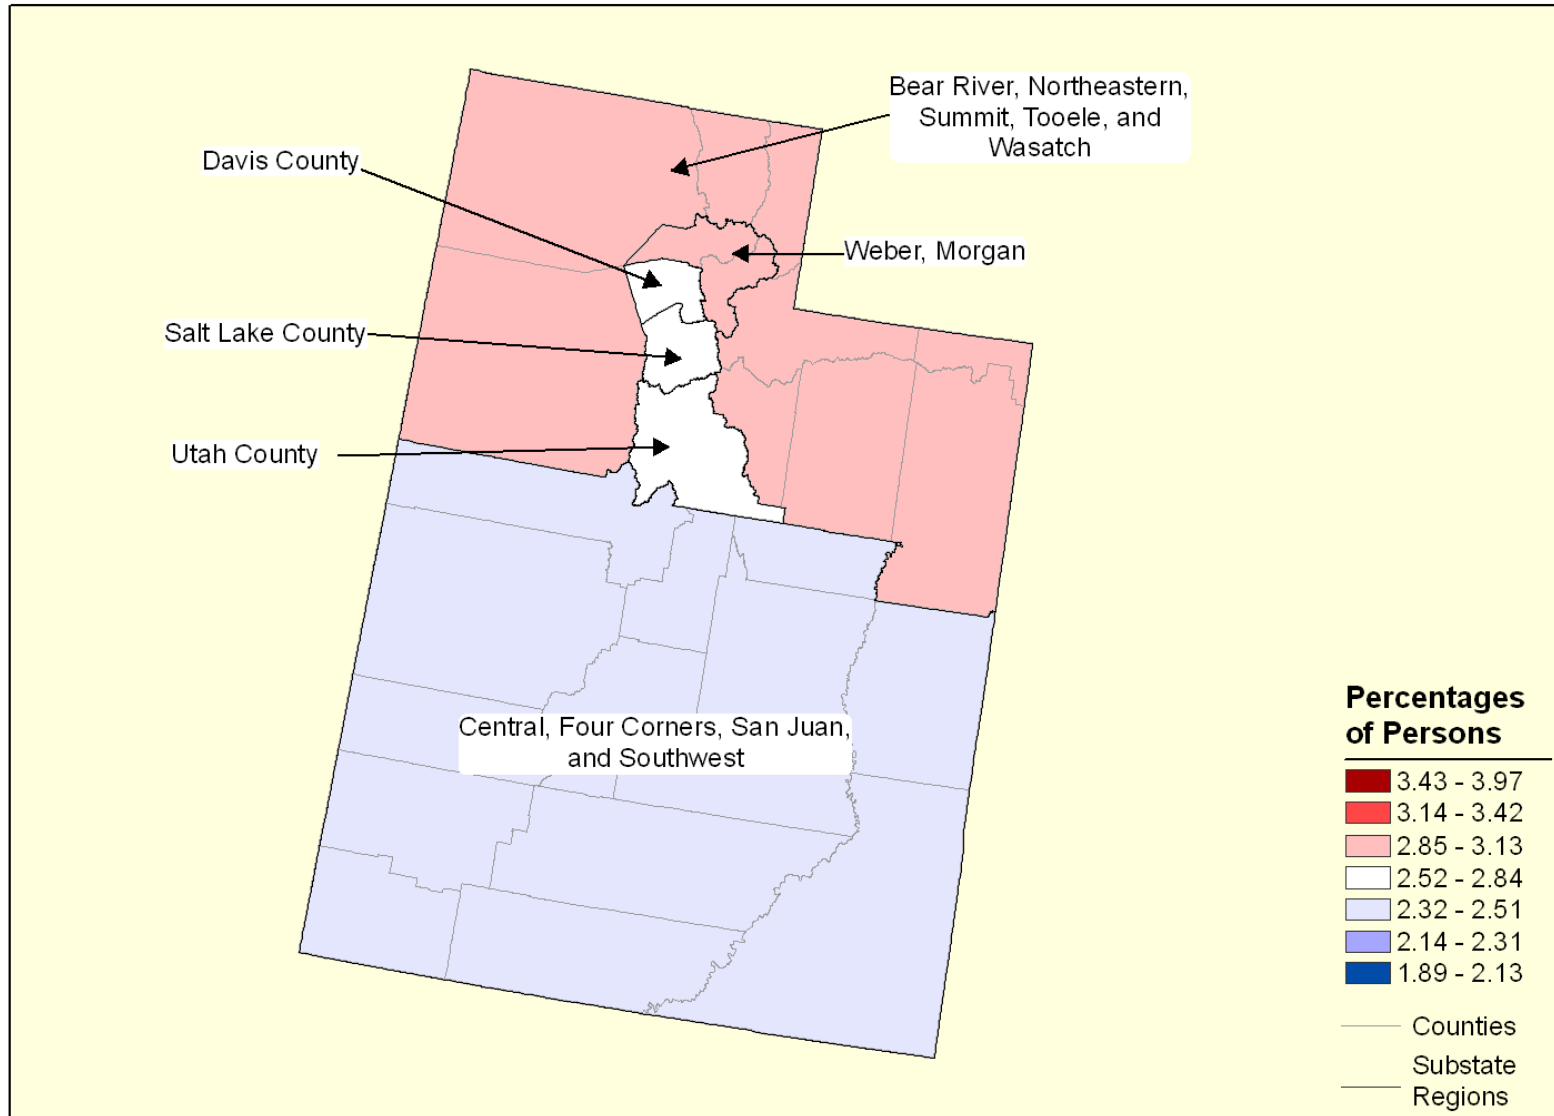 Bear River, Northeastern,
Summit, Tooele, and
Wasatch
Davis County
Weber, Morgan
Salt Lake County
Utah County
Central, Four Corners, San Juan,
and Southwest
Percentages
of Persons
3.43 - 3.97
3.14 - 3.42
2.85 - 3.13
2.52 - 2.84
2.32 - 2.51
2.14 - 2.31
1.89 - 2.13
Counties
Substate
Regions